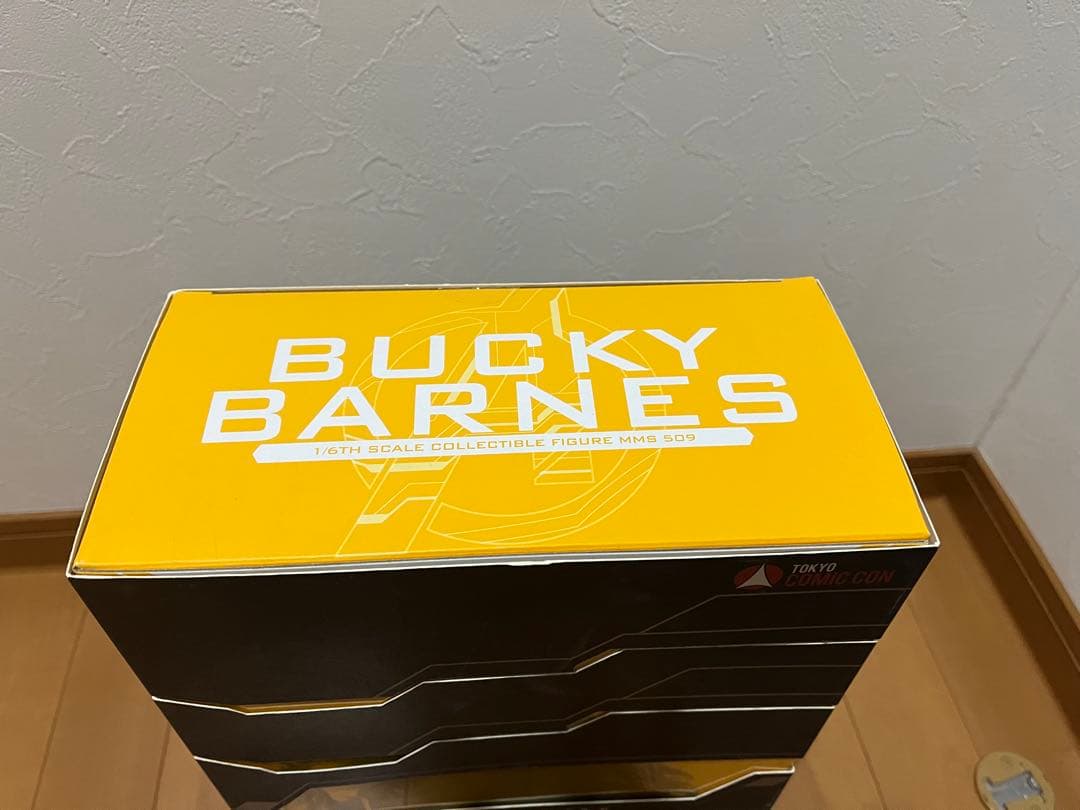 BUCKY
BARNES
1/6TH SCALE COLLECTIBLE FIGURE MMS 509
TOKYO
COMIC CON